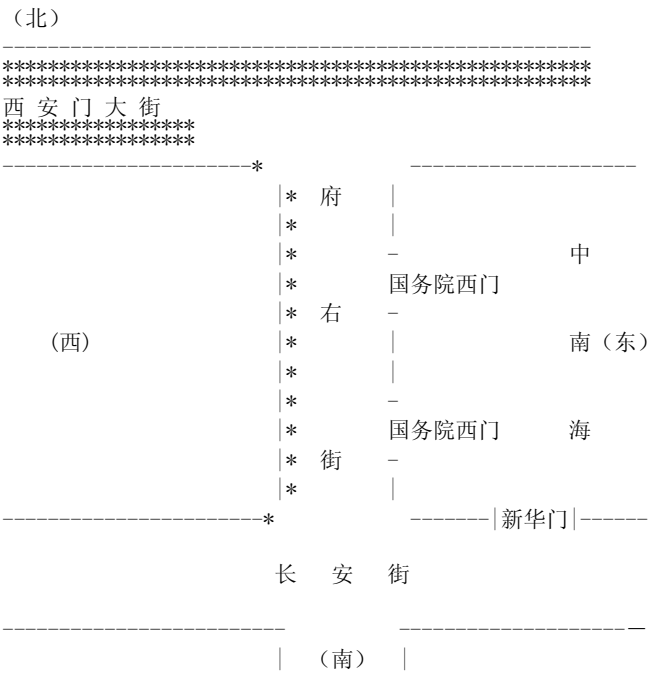 （北）
----------------------------------------------------
****************************************************
****************************************************
西 安 门 大 街
*****************
*****************
----------------------* --------------------
|* 府 |
|* |
|* - 中
|* 国务院西门
|* 右 -
(西) |* | 南（东）
|* |
|* -
|* 国务院西门 海
|* 街 -
|* |
-----------------------* -------|新华门|------
长 安 街
------------------------- --------------------—
| （南） |